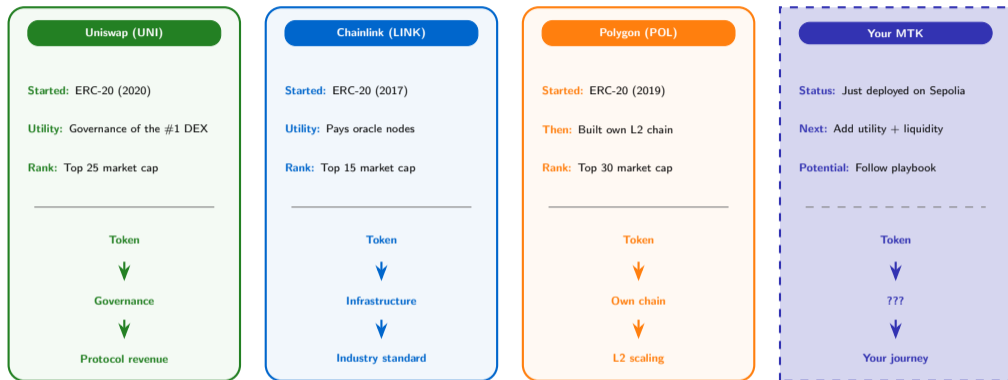 Uniswap (UNI)
Started: ERC-20 (2020)
Utility: Governance of the #1 DEX
Rank: Top 25 market cap
Token
Governance
Protocol revenue
Chainlink (LINK)
Started: ERC-20 (2017)
Utility: Pays oracle nodes
Rank: Top 15 market cap
Token
Infrastructure
Industry standard
Polygon (POL)
Started: ERC-20 (2019)
Then: Built own L2 chain
Rank: Top 30 market cap
Token
Own chain
L2 scaling
Your MTK
Status: Just deployed on Sepolia
Next: Add utility + liquidity
Potential: Follow playbook
Token
???
Your journey